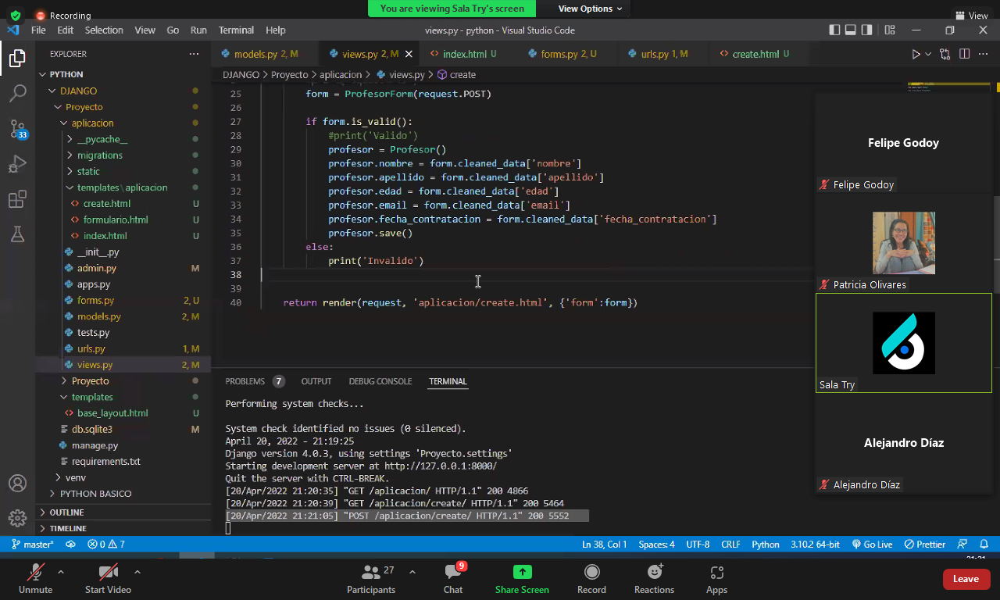 Recording
You are viewing Sala Try's screen
View Options
View
File Edit Selection View Go Run Terminal Help
views.py - python - Visual Studio Code
EXPLORER
models.py 2, M
views.py 2, M
index.html U
forms.py 2, U
urls.py 1, M
create.html U
PYTHON
DJANGO
Proyecto
aplicacion
__pycache__
migrations
static
templates\aplicacion
create.html U
formulario.html U
index.html U
__init__.py
admin.py M
apps.py
forms.py 2, U
models.py 2, M
tests.py
urls.py 1, M
views.py 2, M
Proyecto
templates
base_layout.html U
db.sqlite3 M
manage.py
requirements.txt
venv
PYTHON BASICO
OUTLINE
TIMELINE
33
DJANGO > Proyecto > aplicacion > views.py > create
25 form = ProfesorForm(request.POST)
26
27 if form.is_valid():
28 #print('Valido')
29 profesor = Profesor()
30 profesor.nombre = form.cleaned_data['nombre']
31 profesor.apellido = form.cleaned_data['apellido']
32 profesor.edad = form.cleaned_data['edad']
33 profesor.email = form.cleaned_data['email']
34 profesor.fecha_contratacion = form.cleaned_data['fecha_contratacion']
35 profesor.save()
36 else:
37 print('Invalido')
38
39
40 return render(request, 'aplicacion/create.html', {'form':form})
PROBLEMS 7 OUTPUT DEBUG CONSOLE TERMINAL
Performing system checks...
System check identified no issues (0 silenced).
April 20, 2022 - 21:19:25
Django version 4.0.3, using settings 'Proyecto.settings'
Starting development server at http://127.0.0.1:8000/
Quit the server with CTRL-BREAK.
[20/Apr/2022 21:20:35] "GET /aplicacion/ HTTP/1.1" 200 4866
[20/Apr/2022 21:20:39] "GET /aplicacion/create/ HTTP/1.1" 200 5464
[20/Apr/2022 21:21:05] "POST /aplicacion/create/ HTTP/1.1" 200 5552
Felipe Godoy
Felipe Godoy
Patricia Olivares
Sala Try
Alejandro Díaz
Alejandro Díaz
master* 0 7 Ln 38, Col 1 Spaces: 4 UTF-8 CRLF Python 3.10.2 64-bit Go Live Prettier
Unmute
Start Video
Participants 27
Chat 9
Share Screen
Record
Reactions
Apps
Leave